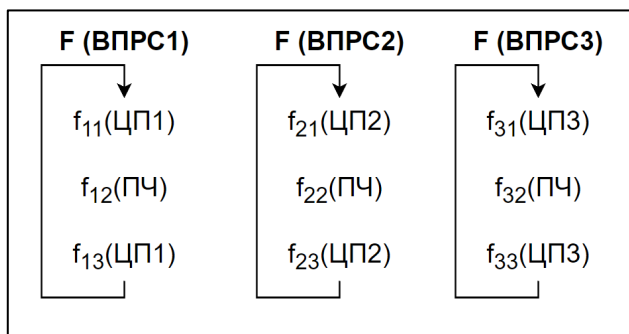 F (ВПРС1) F (ВПРС2) F (ВПРС3)
f11(ЦП1) f21(ЦП2) f31(ЦП3)
f12(ПЧ) f22(ПЧ) f32(ПЧ)
f13(ЦП1) f23(ЦП2) f33(ЦП3)